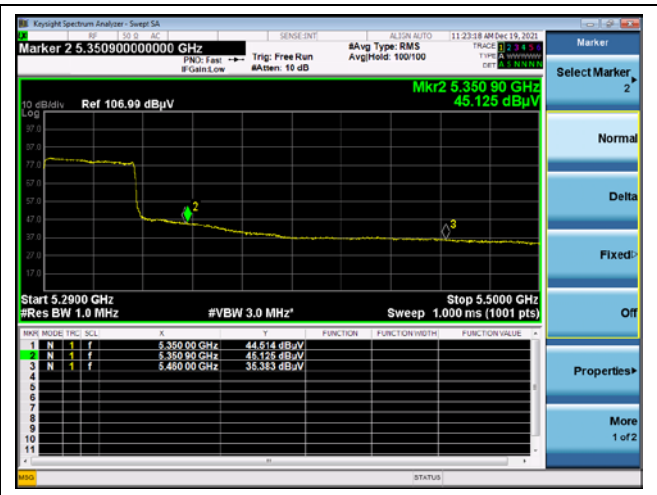 Keysight Spectrum Analyzer - Swept SA
RF 50 Ω AC SENSE:INT ALIGN AUTO 11:23:18 AM Dec 19, 2021
Marker 2 5.350900000000 GHz
PNO: Fast Trig: Free Run #Avg Type: RMS TRACE 1 2 3 4 5 6
IFGain:Low #Atten: 10 dB Avg|Hold: 100/100 TYPE A WWWWW
DET A S N N N N
Mkr2 5.350 90 GHz
45.125 dBµV
10 dB/div Ref 106.99 dBµV
Log
97.0
87.0
77.0
67.0
57.0
47.0
37.0
27.0
17.0
2
3
Start 5.2900 GHz Stop 5.5000 GHz
#Res BW 1.0 MHz #VBW 3.0 MHz* Sweep 1.000 ms (1001 pts)
MKR MODE TRC SCL X Y FUNCTION FUNCTION WIDTH FUNCTION VALUE
1 N 1 f 5.350 00 GHz 44.514 dBµV
2 N 1 f 5.350 90 GHz 45.125 dBµV
3 N 1 f 5.460 00 GHz 35.383 dBµV
4
5
6
7
8
9
10
11
MSG STATUS
Marker
Select Marker
2
Normal
Delta
Fixed
Off
Properties
More
1 of 2